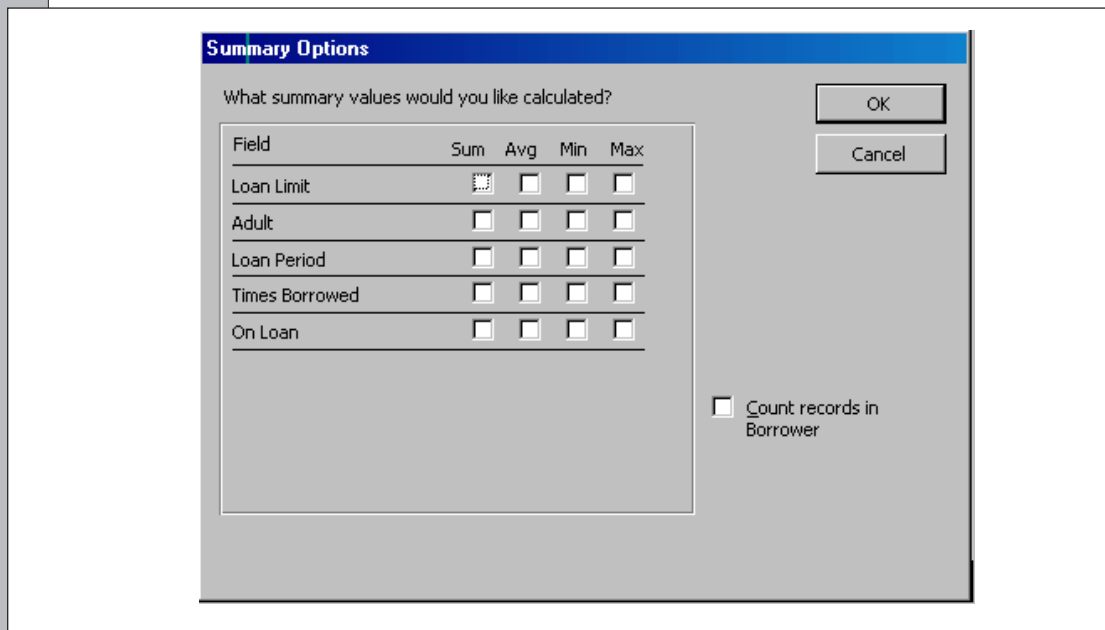 Summary Options
What summary values would you like calculated?
OK
Cancel
Field Sum Avg Min Max
Loan Limit
Adult
Loan Period
Times Borrowed
On Loan
Count records in
Borrower